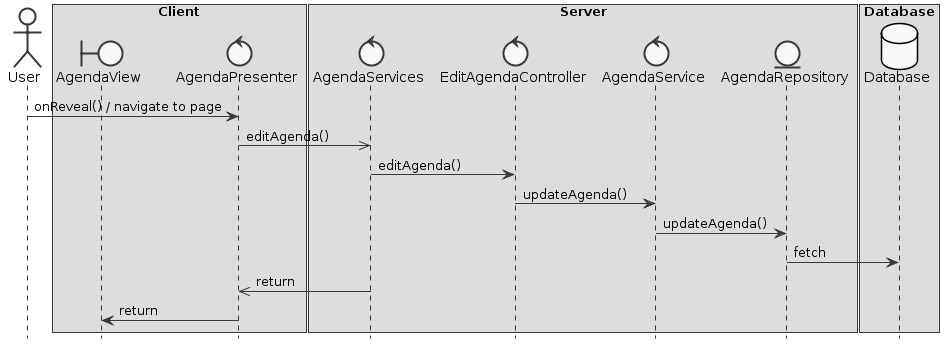 Client
Server
Database
User
AgendaView
AgendaPresenter
AgendaServices
EditAgendaController
AgendaService
AgendaRepository
Database
onReveal() / navigate to page
editAgenda()
editAgenda()
updateAgenda()
updateAgenda()
fetch
return
return